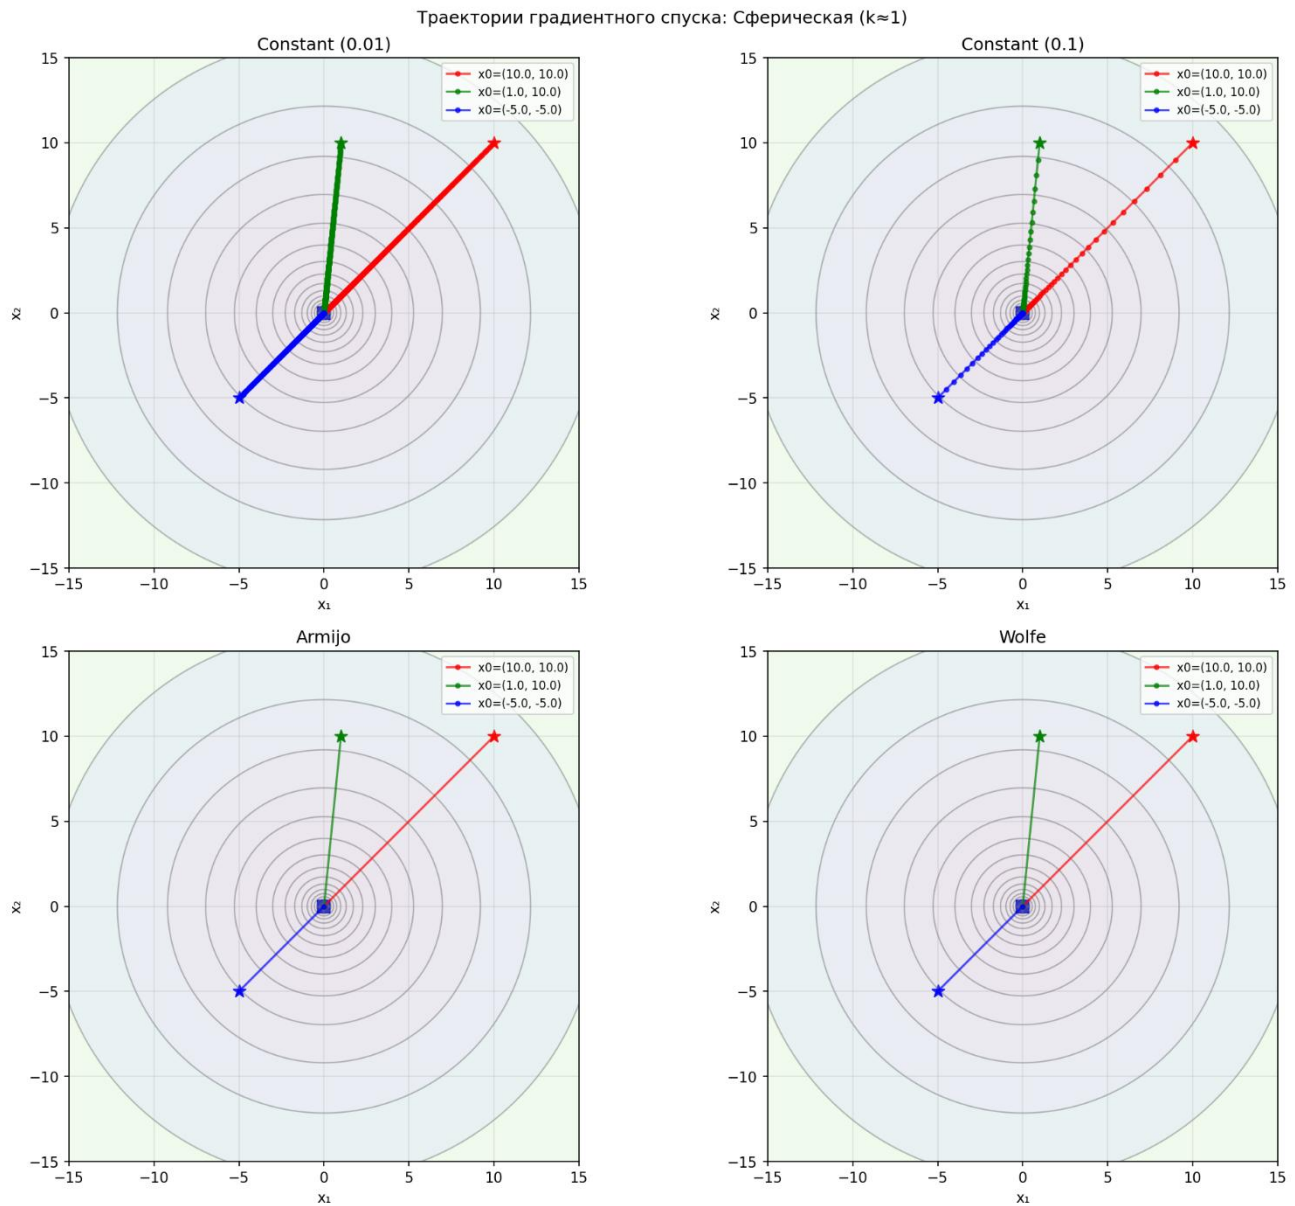 Траектории градиентного спуска: Сферическая (k≈1)
Constant (0.01)
x0=(10.0, 10.0)
x0=(1.0, 10.0)
x0=(-5.0, -5.0)
15
10
5
0
−5
−10
−15
x₂
−15 −10 −5 0 5 10 15
x₁
Constant (0.1)
x0=(10.0, 10.0)
x0=(1.0, 10.0)
x0=(-5.0, -5.0)
15
10
5
0
−5
−10
−15
x₂
−15 −10 −5 0 5 10 15
x₁
Armijo
x0=(10.0, 10.0)
x0=(1.0, 10.0)
x0=(-5.0, -5.0)
15
10
5
0
−5
−10
−15
x₂
−15 −10 −5 0 5 10 15
x₁
Wolfe
x0=(10.0, 10.0)
x0=(1.0, 10.0)
x0=(-5.0, -5.0)
15
10
5
0
−5
−10
−15
x₂
−15 −10 −5 0 5 10 15
x₁